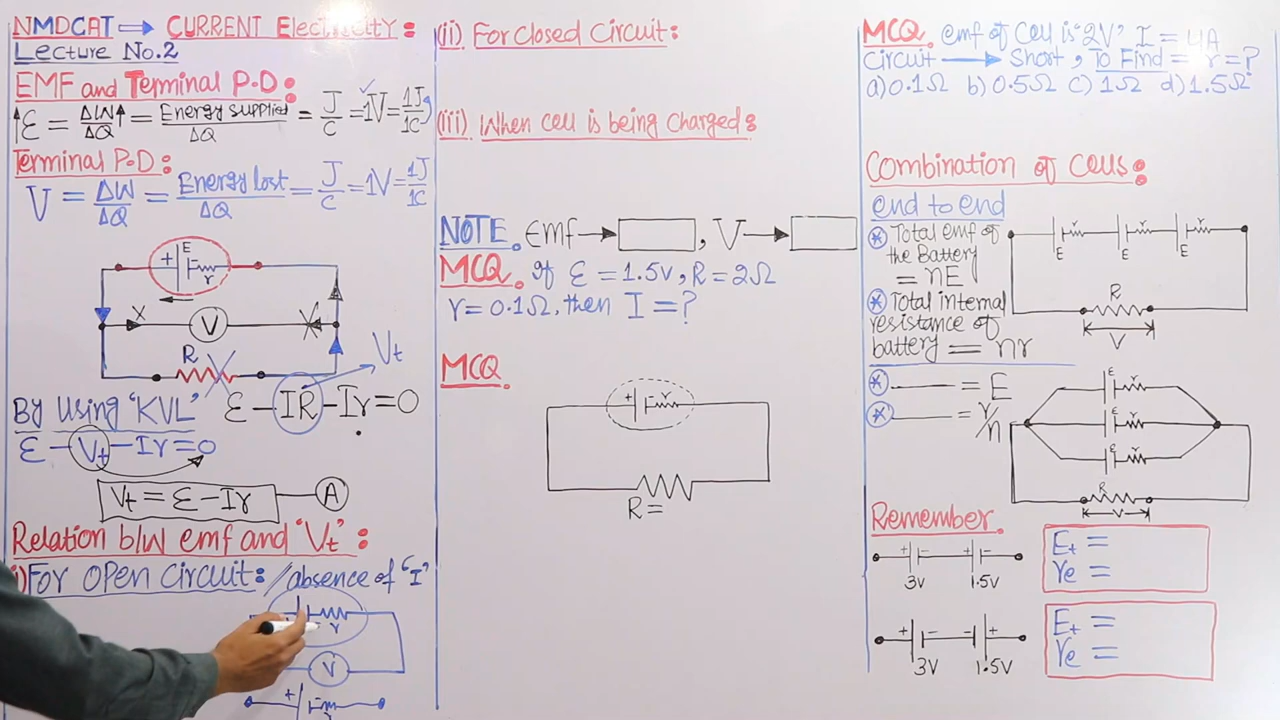 NMDCAT → CURRENT Electricity:
Lecture No.2
EMF and Terminal P.D:
↑Ɛ = ΔW/ΔQ↑ = Energy supplied/ΔQ = J/C = 1V = 1J/1C
Terminal P.D:
V = ΔW/ΔQ = Energy lost/ΔQ = J/C = 1V = 1J/1C
E
+ - r
X V
R
Vt
By Using 'KVL' Ɛ - IR - Ir = 0
Ɛ - Vt - Ir = 0
Vt = Ɛ - Ir A
Relation b/w emf and 'Vt':
i) For OPen Circuit: / absence of "I"
r
V
+ - r
(ii) For Closed Circuit:
(iii) When Cell is being Charged:
NOTE. Emf → , V →
MCQ. If Ɛ = 1.5V, R = 2Ω
r = 0.1Ω, then I = ?
MCQ.
+ - r
R =
MCQ. emf of Cell is "2V" I = 4A
Circuit → Short, To Find = r = ?
a) 0.1Ω b) 0.5Ω c) 1Ω d) 1.5Ω
Combination of Cells:
end to end
* Total emf of
the Battery
= nE
* Total internal
resistance of
battery = nr
r r r
E E E
R
V
* = E
* = r/n
E r
E r
E r
R
V
Remember.
+ - + -
3V 1.5V
Et =
re =
+ - - +
3V 1.5V
Et =
re =